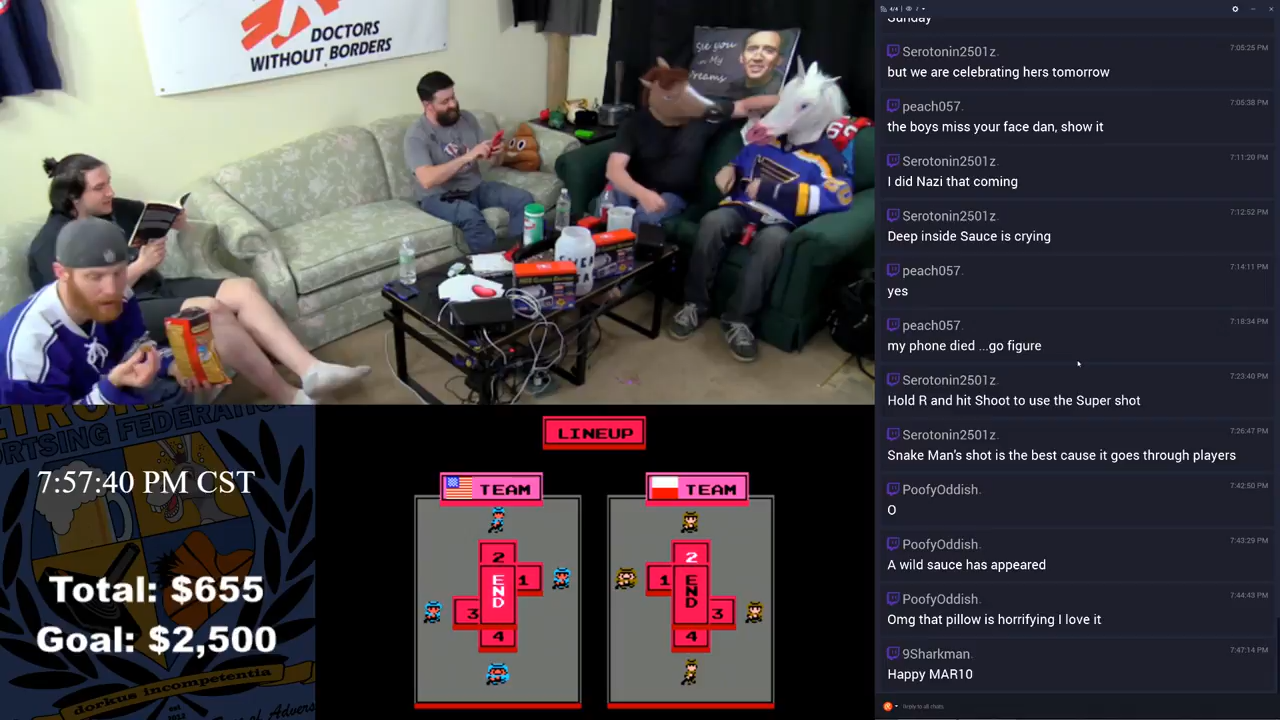 DOCTORS
WITHOUT BORDERS
see you
in My
Dreams
7:57:40 PM CST
Total: $655
Goal: $2,500
dorkus incompetentia
LINEUP
TEAM
TEAM
2
1
END
3
4
2
1
END
3
4
4/4
Sunday
Serotonin2501z. 7:05:25 PM
but we are celebrating hers tomorrow
peach057. 7:06:38 PM
the boys miss your face dan, show it
Serotonin2501z. 7:11:20 PM
I did Nazi that coming
Serotonin2501z. 7:12:52 PM
Deep inside Sauce is crying
peach057. 7:14:11 PM
yes
peach057. 7:18:34 PM
my phone died ...go figure
Serotonin2501z. 7:23:40 PM
Hold R and hit Shoot to use the Super shot
Serotonin2501z. 7:26:47 PM
Snake Man's shot is the best cause it goes through players
PoofyOddish. 7:42:50 PM
O
PoofyOddish. 7:43:29 PM
A wild sauce has appeared
PoofyOddish. 7:44:43 PM
Omg that pillow is horrifying I love it
9Sharkman. 7:47:14 PM
Happy MAR10
Reply to all chats